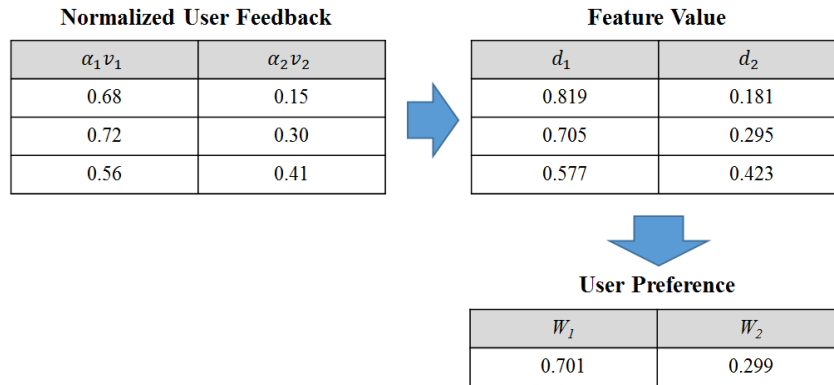 Normalized User Feedback
α₁v₁ α₂v₂
0.68 0.15
0.72 0.30
0.56 0.41
Feature Value
d₁ d₂
0.819 0.181
0.705 0.295
0.577 0.423
User Preference
W₁ W₂
0.701 0.299